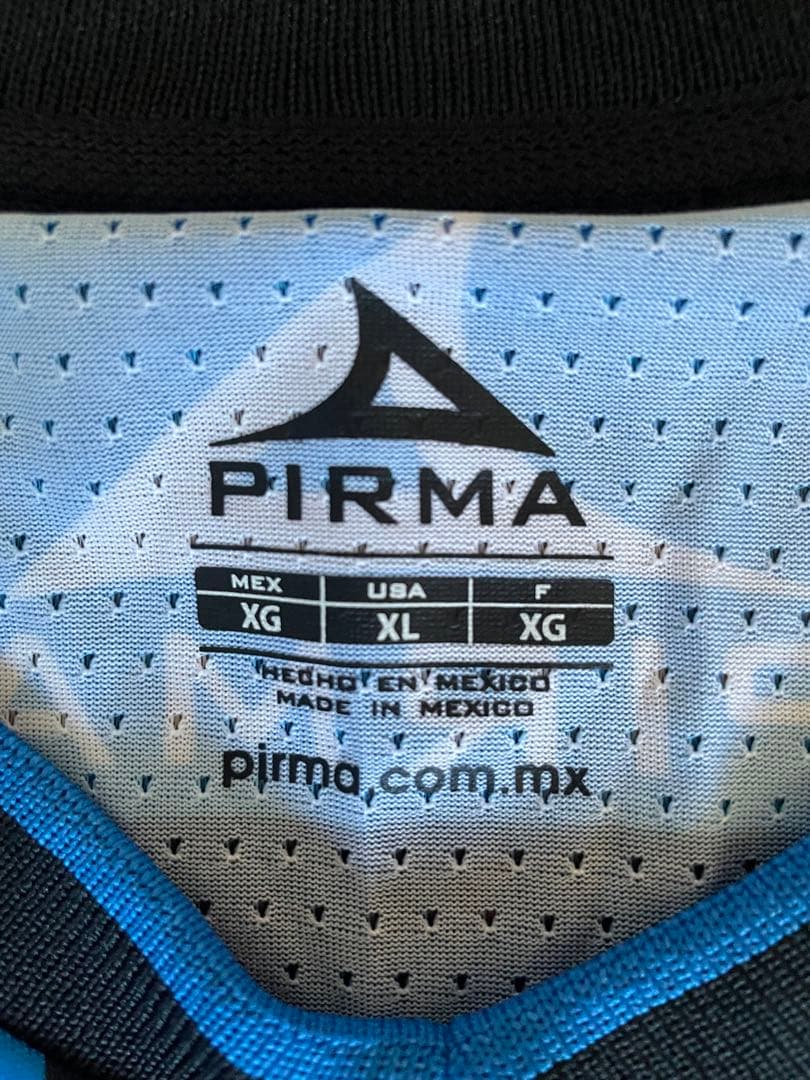 PIRMA
MEX USA F
XG XL XG
HECHO EN MEXICO
MADE IN MEXICO
pirma.com.mx